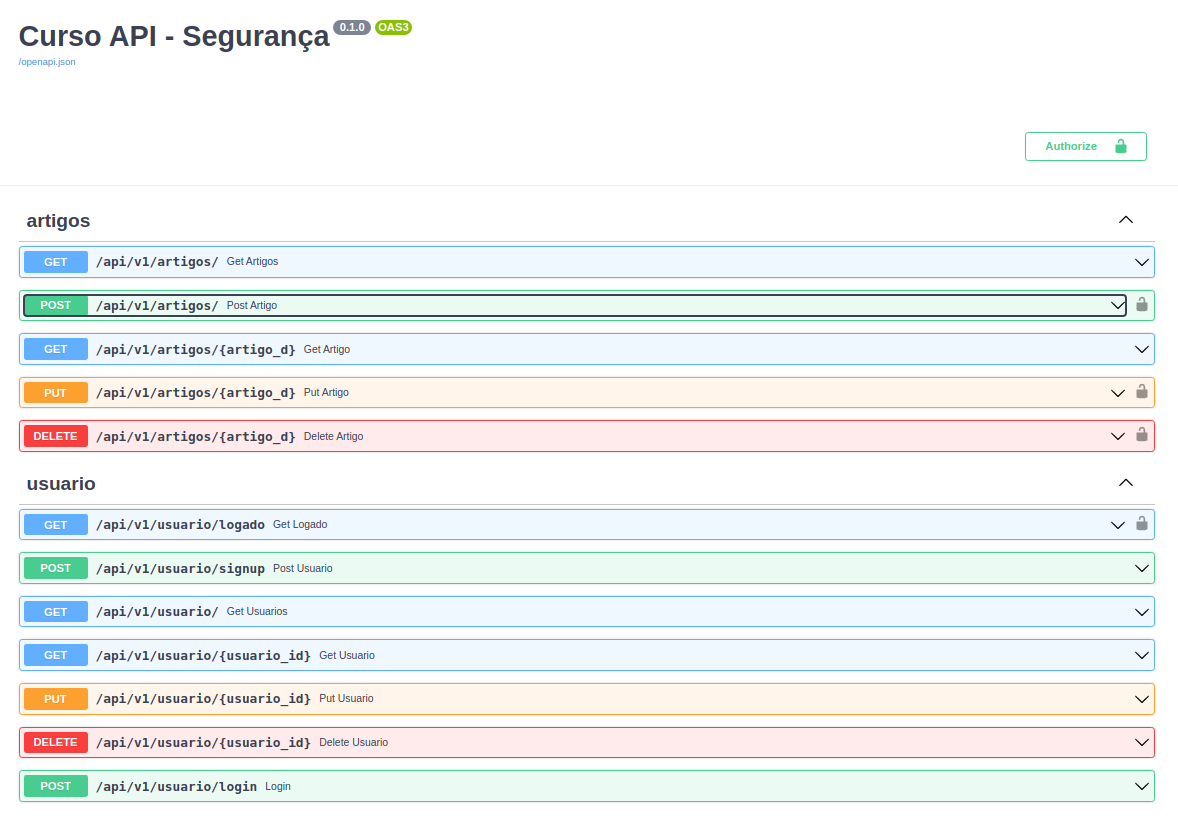 Curso API - Segurança 0.1.0 OAS3
/openapi.json
Authorize
artigos
GET /api/v1/artigos/ Get Artigos
POST /api/v1/artigos/ Post Artigo
GET /api/v1/artigos/{artigo_d} Get Artigo
PUT /api/v1/artigos/{artigo_d} Put Artigo
DELETE /api/v1/artigos/{artigo_d} Delete Artigo
usuario
GET /api/v1/usuario/logado Get Logado
POST /api/v1/usuario/signup Post Usuario
GET /api/v1/usuario/ Get Usuarios
GET /api/v1/usuario/{usuario_id} Get Usuario
PUT /api/v1/usuario/{usuario_id} Put Usuario
DELETE /api/v1/usuario/{usuario_id} Delete Usuario
POST /api/v1/usuario/login Login